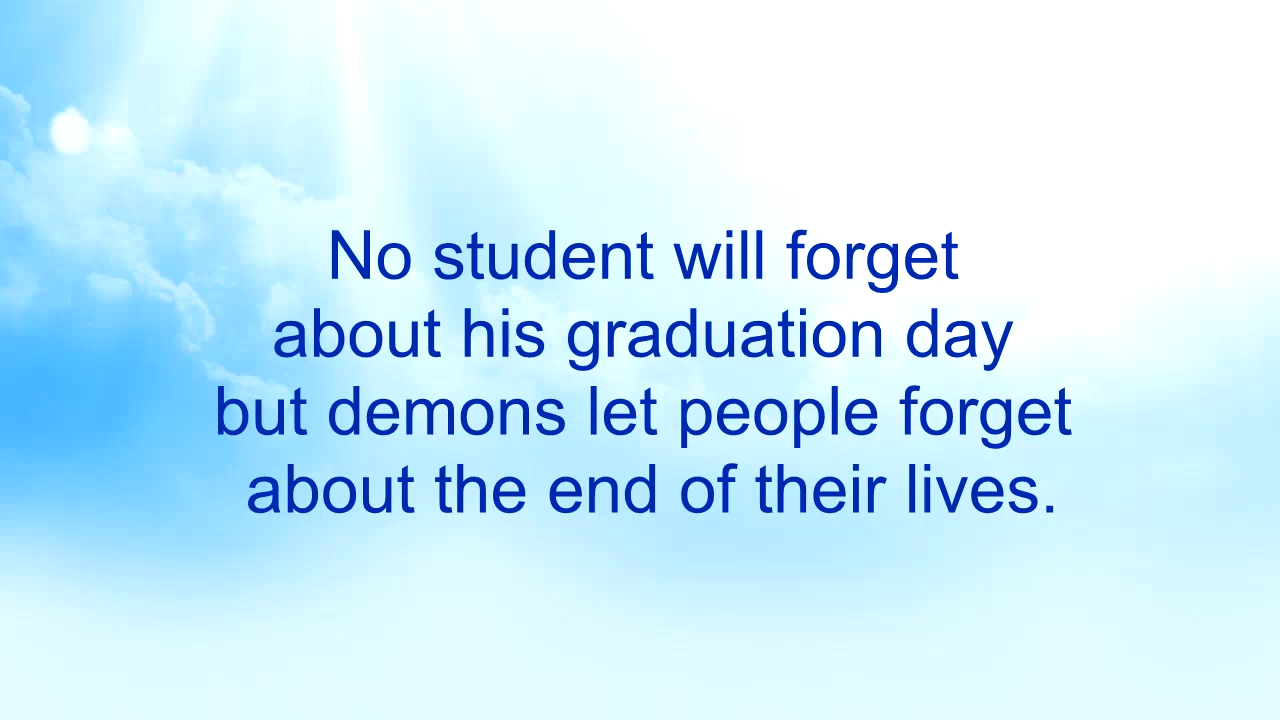 No student will forget
about his graduation day
but demons let people forget
about the end of their lives.